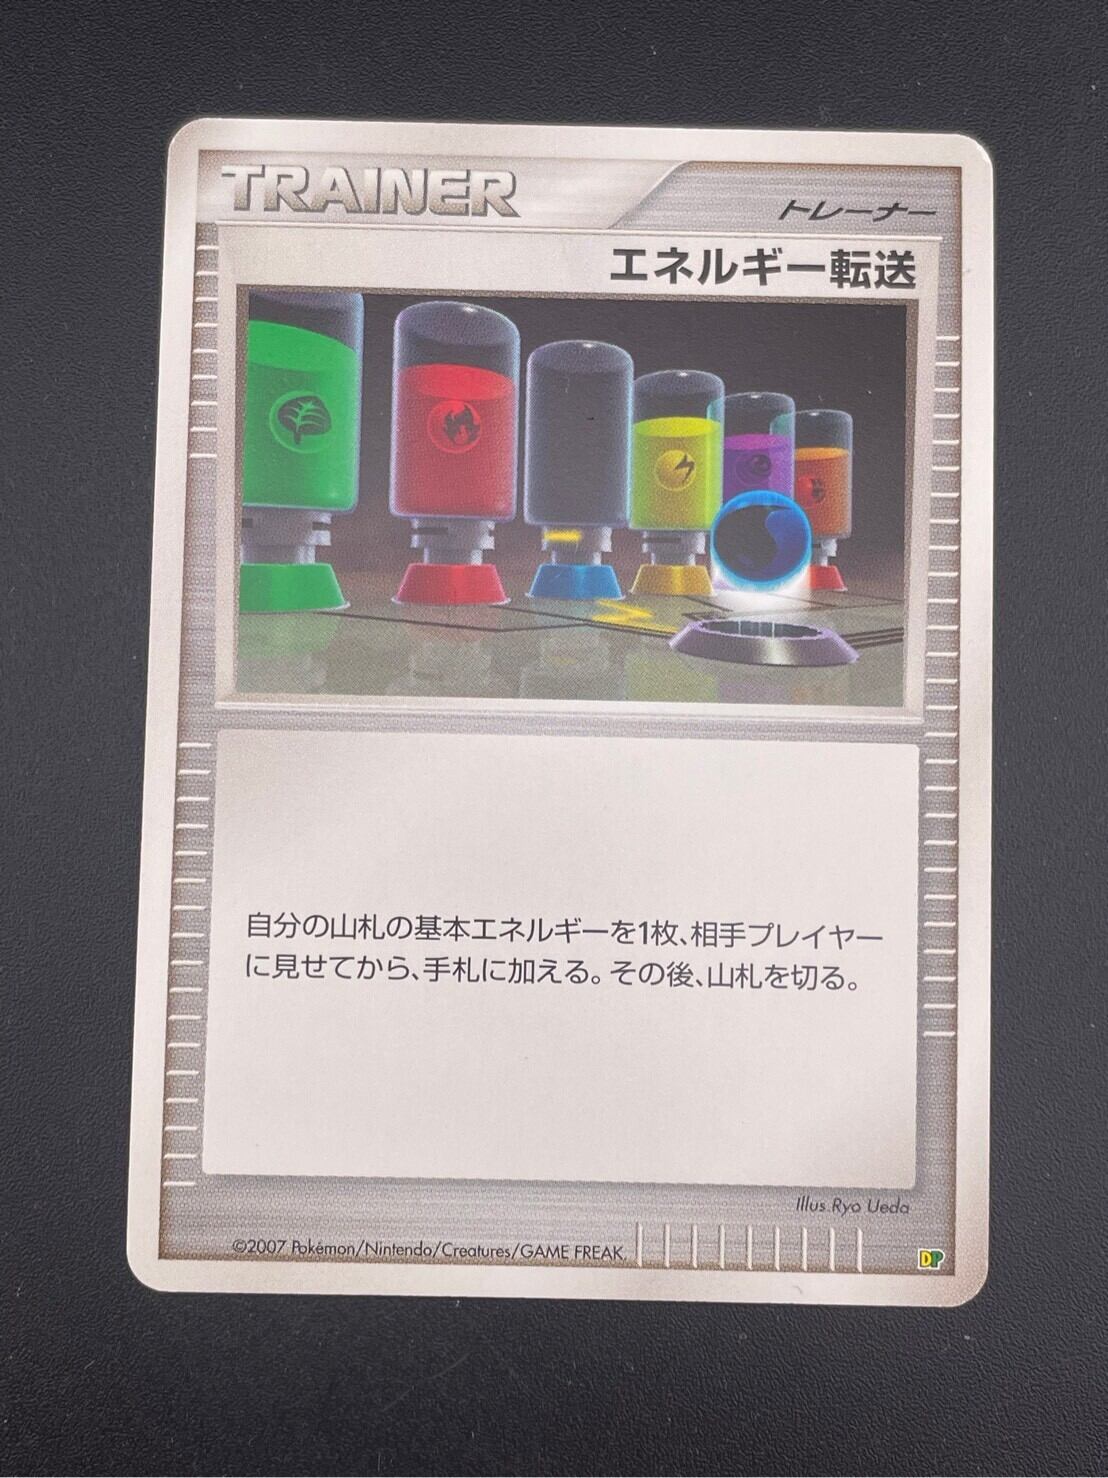 TRAINER
トレーナー
エネルギー転送
自分の山札の基本エネルギーを1枚、相手プレイヤー
に見せてから、手札に加える。その後、山札を切る。
Illus. Ryo Ueda
©2007 Pokémon/Nintendo/Creatures/GAME FREAK.
DP